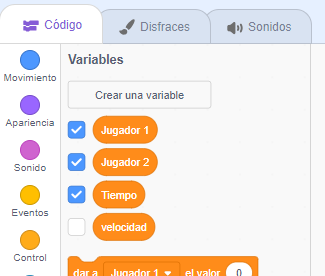 Código
Disfraces
Sonidos
Movimiento
Apariencia
Sonido
Eventos
Control
Variables
Crear una variable
Jugador 1
Jugador 2
Tiempo
velocidad
dar a Jugador 1 el valor 0